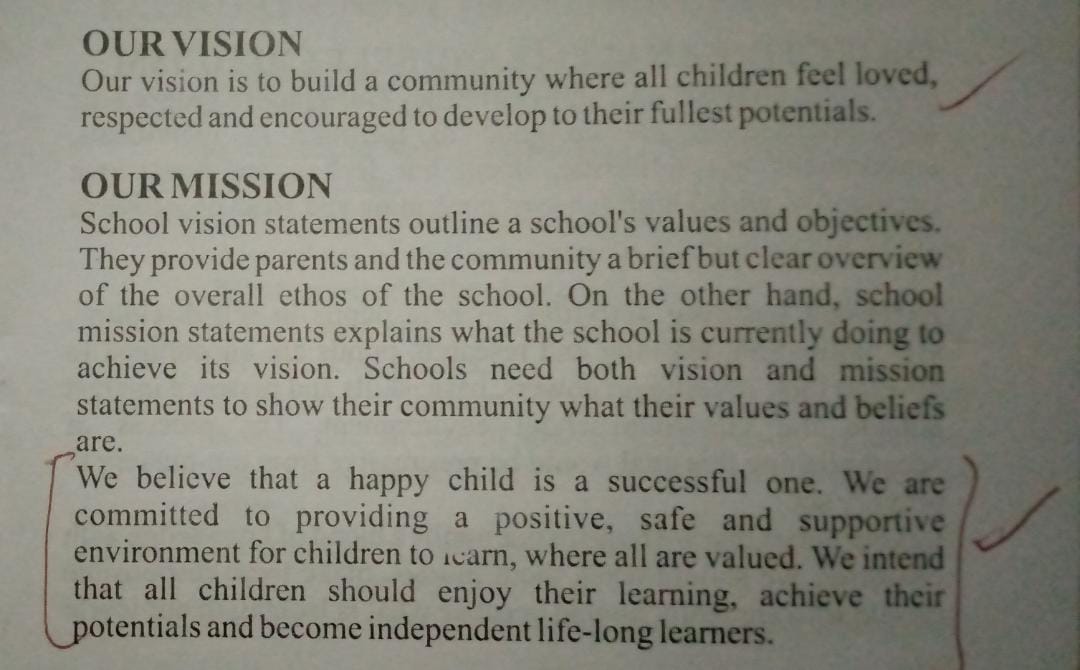 OUR VISION
Our vision is to build a community where all children feel loved,
respected and encouraged to develop to their fullest potentials.
OUR MISSION
School vision statements outline a school's values and objectives.
They provide parents and the community a brief but clear overview
of the overall ethos of the school. On the other hand, school
mission statements explains what the school is currently doing to
achieve its vision. Schools need both vision and mission
statements to show their community what their values and beliefs
are.
We believe that a happy child is a successful one. We are
committed to providing a positive, safe and supportive
environment for children to learn, where all are valued. We intend
that all children should enjoy their learning, achieve their
potentials and become independent life-long learners.